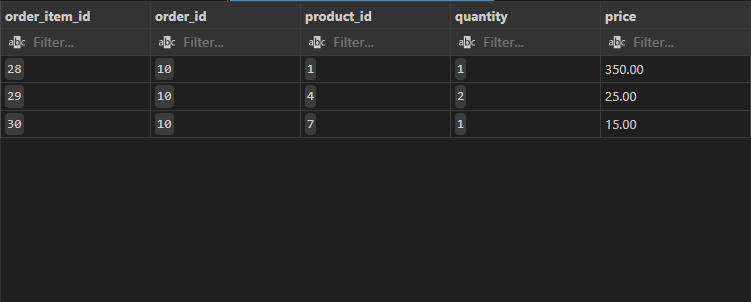 order_item_id order_id product_id quantity price
abc Filter... abc Filter... abc Filter... abc Filter... abc Filter...
28 10 1 1 350.00
29 10 4 2 25.00
30 10 7 1 15.00